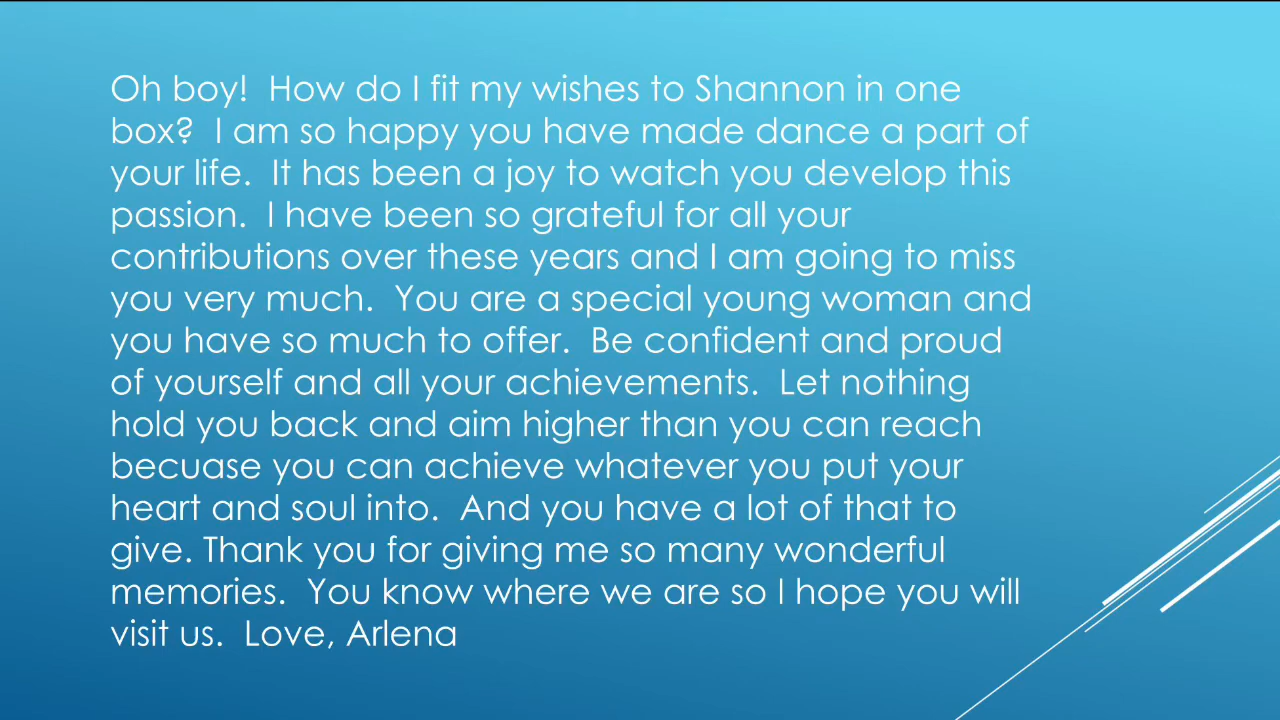 Oh boy!  How do I fit my wishes to Shannon in one
box?  I am so happy you have made dance a part of
your life.  It has been a joy to watch you develop this
passion.  I have been so grateful for all your
contributions over these years and I am going to miss
you very much.  You are a special young woman and
you have so much to offer.  Be confident and proud
of yourself and all your achievements.  Let nothing
hold you back and aim higher than you can reach
becuase you can achieve whatever you put your
heart and soul into.  And you have a lot of that to
give. Thank you for giving me so many wonderful
memories.  You know where we are so I hope you will
visit us.  Love, Arlena